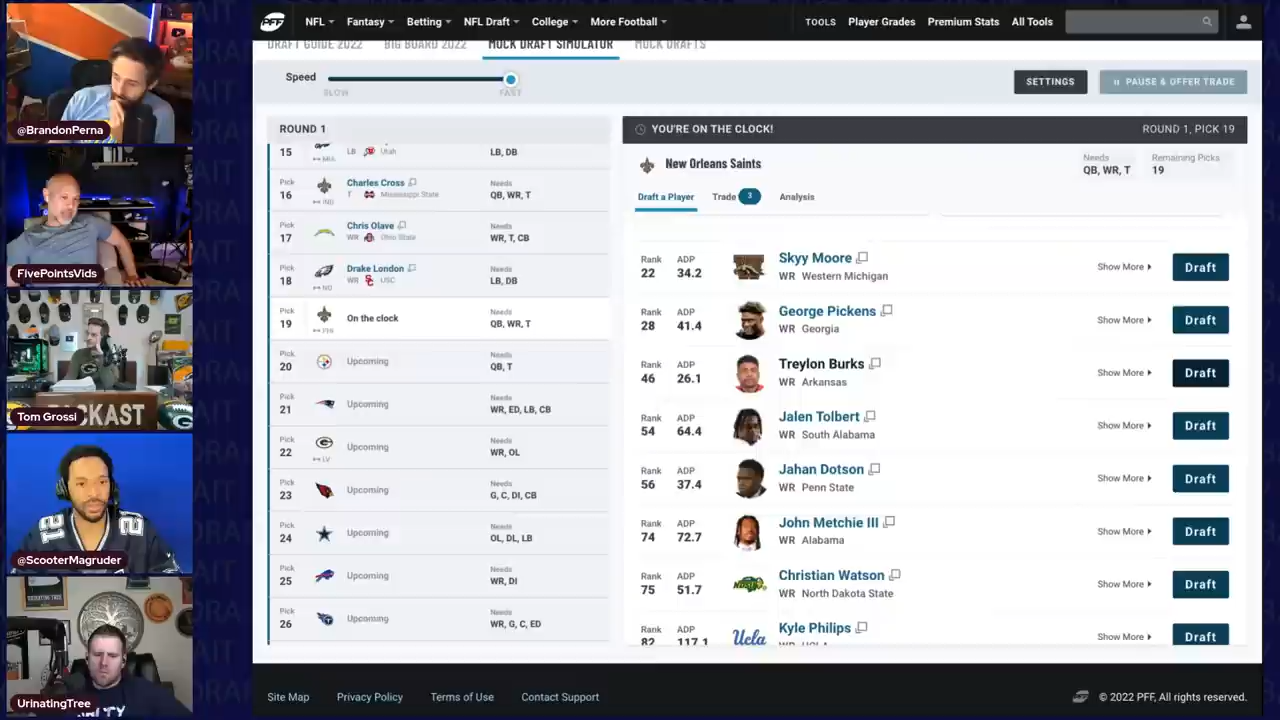 @BrandonPerna
FivePointsVids
Tom Grossi
PACKAST
@ScooterMagruder
UrinatingTree
PFF
NFL
Fantasy
Betting
NFL Draft
College
More Football
TOOLS
Player Grades
Premium Stats
All Tools
DRAFT GUIDE 2022
BIG BOARD 2022
MOCK DRAFT SIMULATOR
MOCK DRAFTS
Speed
SLOW
FAST
SETTINGS
PAUSE & OFFER TRADE
ROUND 1
15
LB
Utah
LB, DB
Pick
16
IND
Charles Cross
T
Mississippi State
Needs
QB, WR, T
Pick
17
Chris Olave
WR
Ohio State
Needs
WR, T, CB
Pick
18
NO
Drake London
WR
USC
Needs
LB, DB
Pick
19
PHI
On the clock
Needs
QB, WR, T
Pick
20
Upcoming
Needs
QB, T
Pick
21
Upcoming
Needs
WR, ED, LB, CB
Pick
22
LV
Upcoming
Needs
WR, OL
Pick
23
Upcoming
Needs
G, C, DI, CB
Pick
24
Upcoming
Needs
OL, DL, LB
Pick
25
Upcoming
Needs
WR, DI
Pick
26
Upcoming
Needs
WR, G, C, ED
YOU'RE ON THE CLOCK!
ROUND 1, PICK 19
New Orleans Saints
Needs
QB, WR, T
Remaining Picks
19
Draft a Player
Trade 3
Analysis
Rank
22
ADP
34.2
Skyy Moore
WR Western Michigan
Show More
Draft
Rank
28
ADP
41.4
George Pickens
WR Georgia
Show More
Draft
Rank
46
ADP
26.1
Treylon Burks
WR Arkansas
Show More
Draft
Rank
54
ADP
64.4
Jalen Tolbert
WR South Alabama
Show More
Draft
Rank
56
ADP
37.4
Jahan Dotson
WR Penn State
Show More
Draft
Rank
74
ADP
72.7
John Metchie III
WR Alabama
Show More
Draft
Rank
75
ADP
51.7
Christian Watson
WR North Dakota State
Show More
Draft
Rank
82
ADP
117.1
Ucla
Kyle Philips
WR UCLA
Show More
Draft
Site Map
Privacy Policy
Terms of Use
Contact Support
© 2022 PFF, All rights reserved.